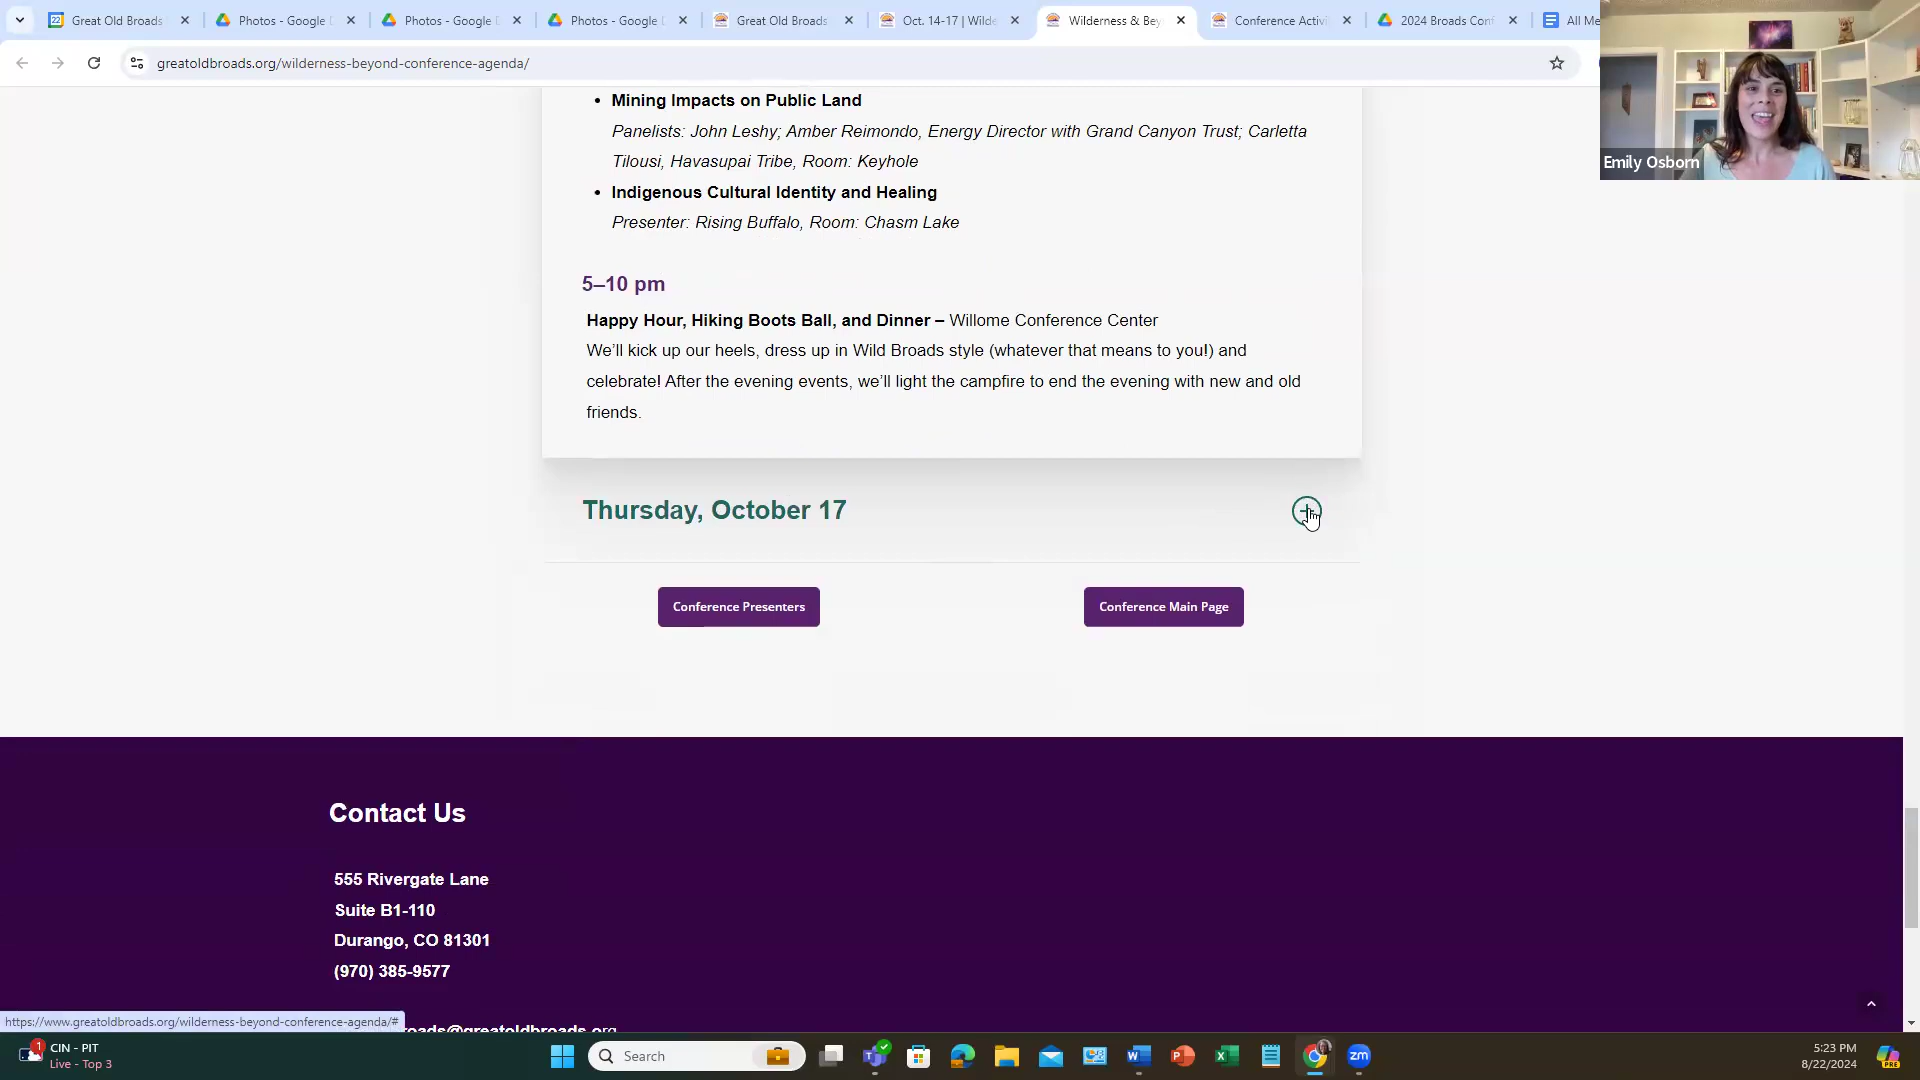 Great Old Broads
Photos - Google D
Photos - Google D
Photos - Google D
Great Old Broads
Oct. 14-17 | Wilde
Wilderness & Bey
Conference Activi
2024 Broads Conf
All Me
greatoldbroads.org/wilderness-beyond-conference-agenda/
Emily Osborn
• Mining Impacts on Public Land
Panelists: John Leshy; Amber Reimondo, Energy Director with Grand Canyon Trust; Carletta
Tilousi, Havasupai Tribe, Room: Keyhole
• Indigenous Cultural Identity and Healing
Presenter: Rising Buffalo, Room: Chasm Lake
5–10 pm
Happy Hour, Hiking Boots Ball, and Dinner – Willome Conference Center
We'll kick up our heels, dress up in Wild Broads style (whatever that means to you!) and
celebrate! After the evening events, we'll light the campfire to end the evening with new and old
friends.
Thursday, October 17
Conference Presenters
Conference Main Page
Contact Us
555 Rivergate Lane
Suite B1-110
Durango, CO 81301
(970) 385-9577
roads@greatoldbroads.org
https://www.greatoldbroads.org/wilderness-beyond-conference-agenda/#
1
CIN - PIT
Live - Top 3
Search
zm
5:23 PM
8/22/2024
PRE